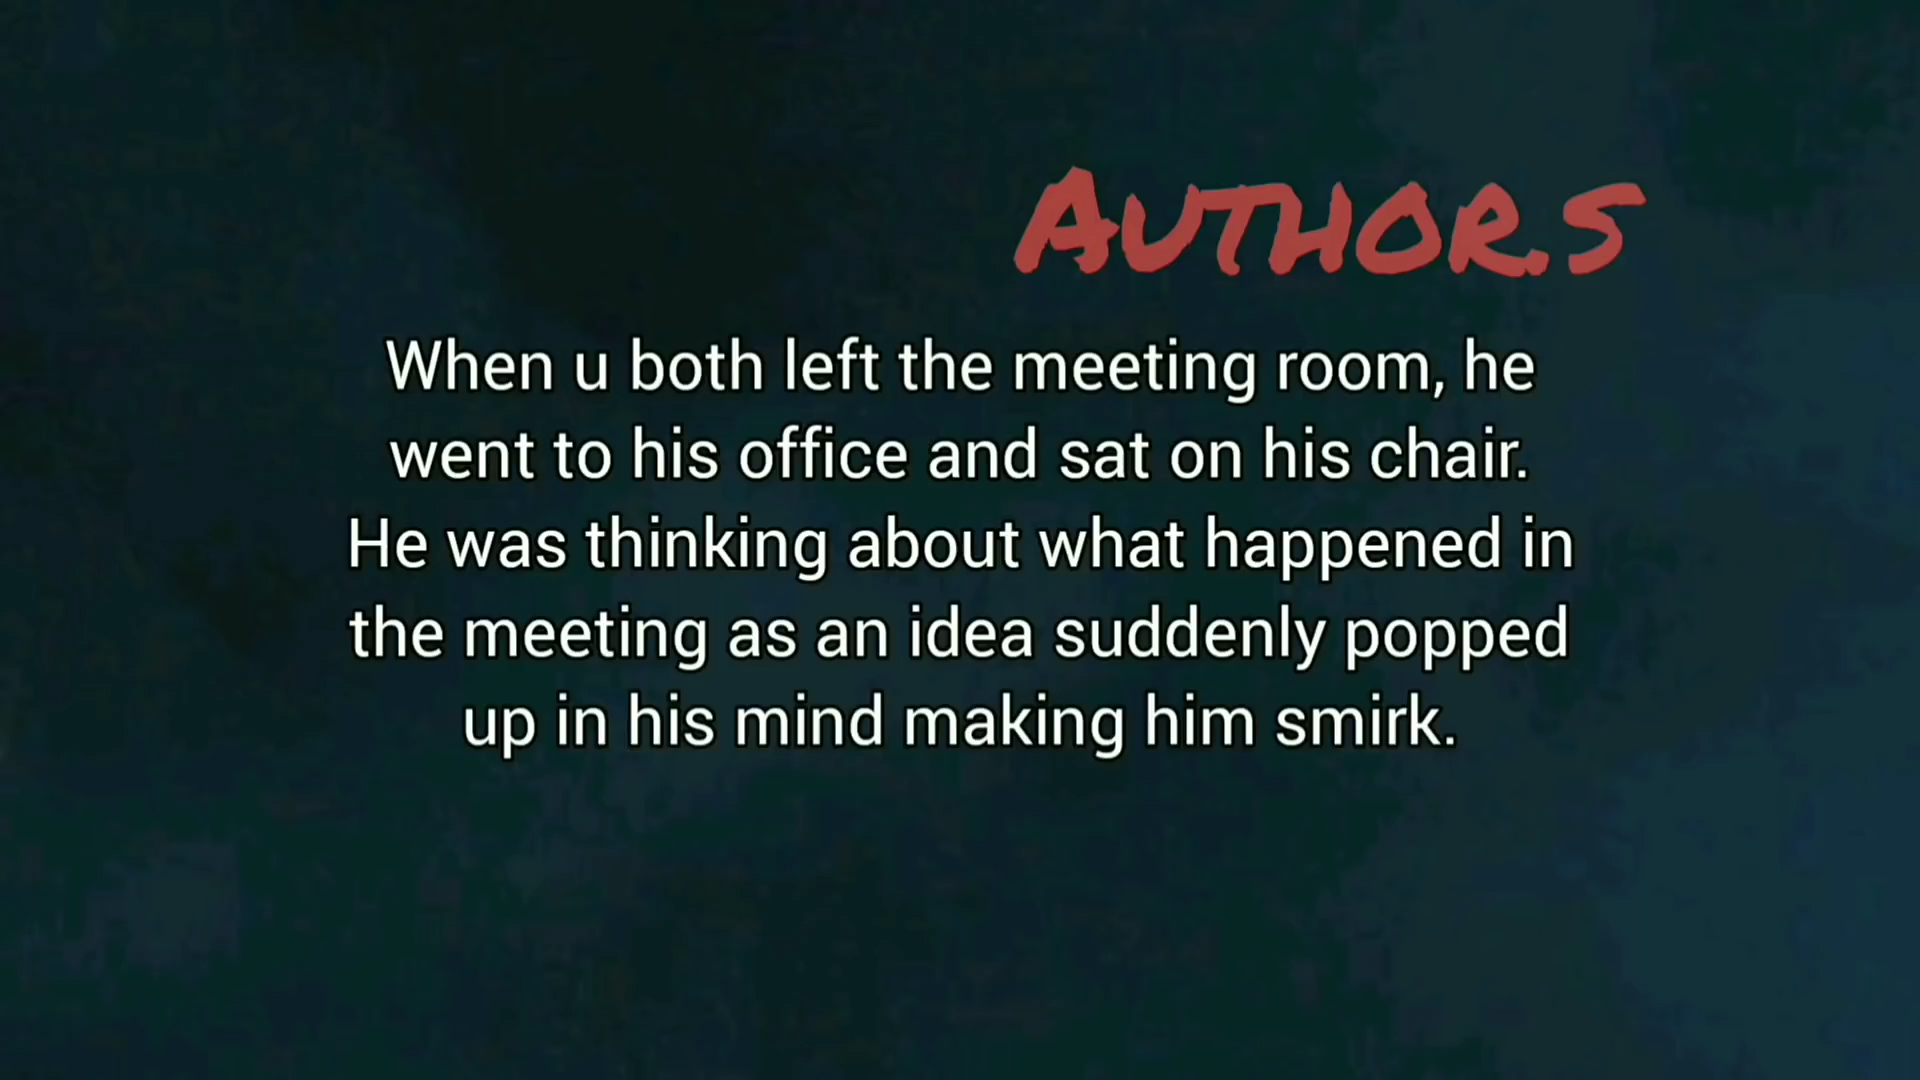 AUTHOR.S
When u both left the meeting room, he
went to his office and sat on his chair.
He was thinking about what happened in
the meeting as an idea suddenly popped
up in his mind making him smirk.